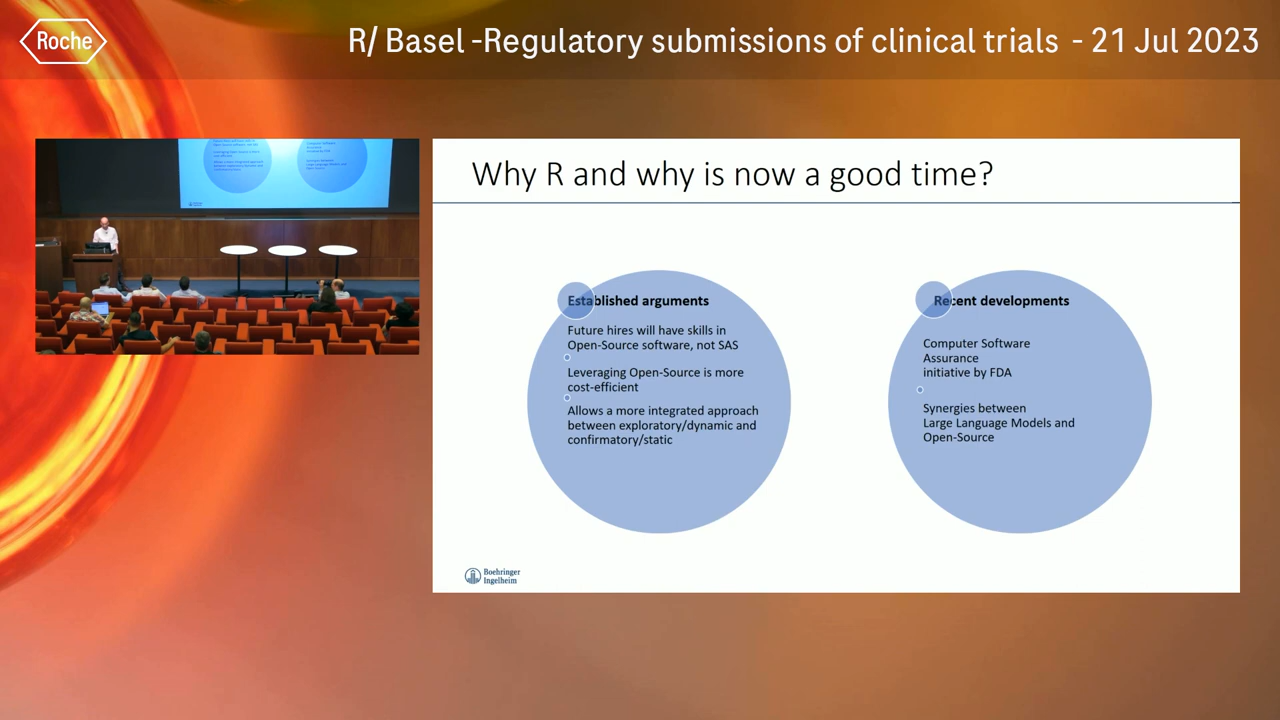 Roche
R/ Basel -Regulatory submissions of clinical trials - 21 Jul 2023
Why R and why is now a good time?
Established arguments
Future hires will have skills in
Open-Source software, not SAS
Leveraging Open-Source is more
cost-efficient
Allows a more integrated approach
between exploratory/dynamic and
confirmatory/static
Recent developments
Computer Software
Assurance
initiative by FDA
Synergies between
Large Language Models and
Open-Source
Boehringer
Ingelheim